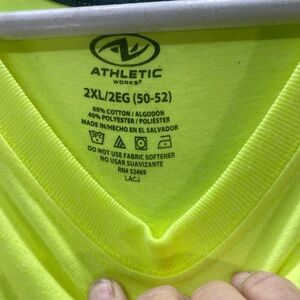 ATHLETIC
WORKS®
2XL/2EG (50-52)
60% COTTON / ALGODÓN
40% POLYESTER / POLIÉSTER
MADE IN/HECHO EN EL SALVADOR
DO NOT USE FABRIC SOFTENER
NO USAR SUAVIZANTE
RN# 52469
LACJ